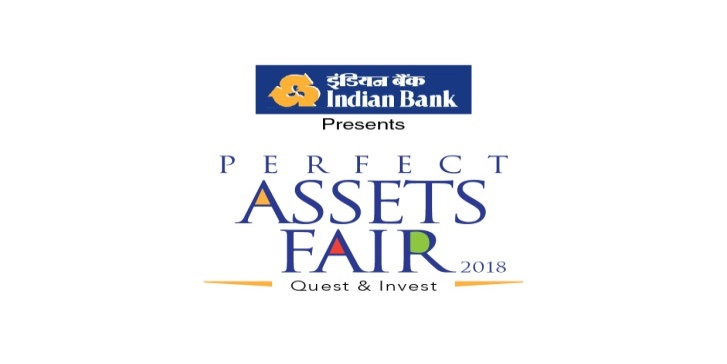 इंडियन बैंक
Indian Bank
Presents
PERFECT
ASSETS
FAIR 2018
Quest & Invest